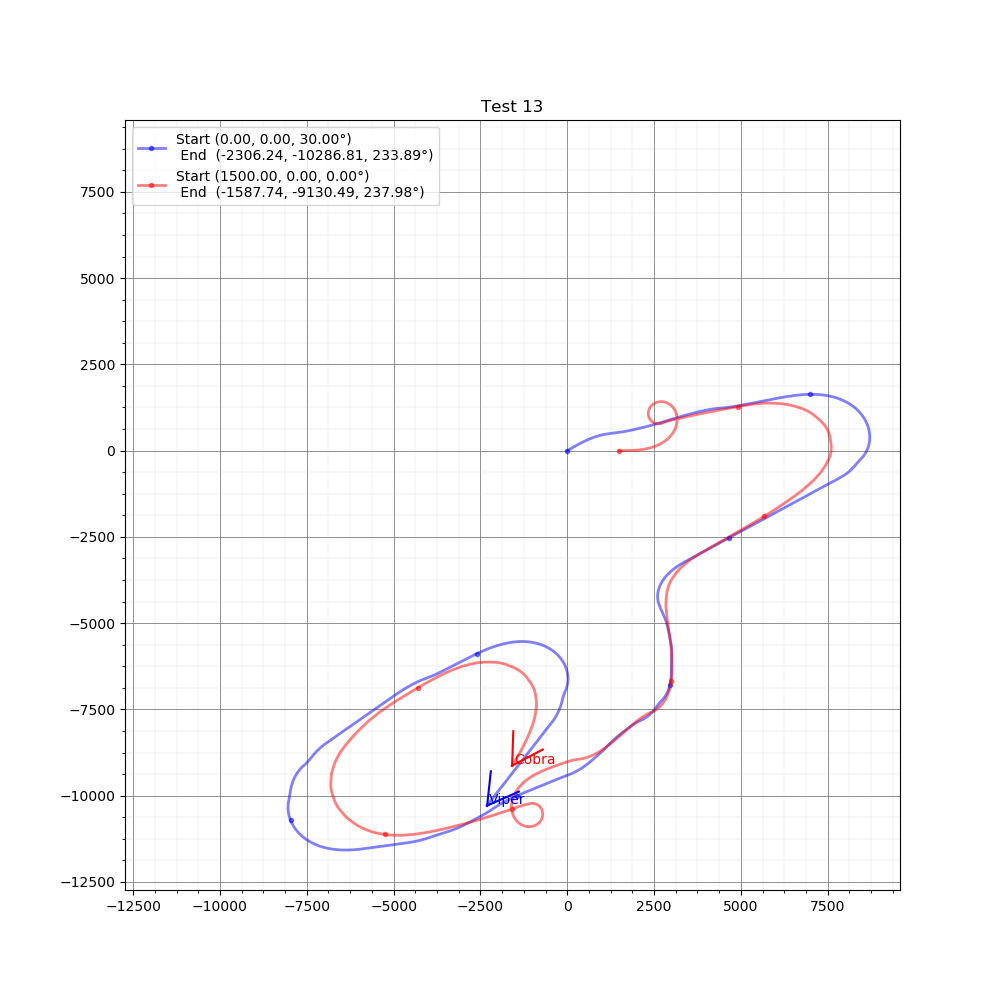 Test 13
Start (0.00, 0.00, 30.00°)
End  (-2306.24, -10286.81, 233.89°)
Start (1500.00, 0.00, 0.00°)
End  (-1587.74, -9130.49, 237.98°)
7500
5000
2500
0
−2500
−5000
−7500
−10000
−12500
Cobra
Viper
−12500 −10000 −7500 −5000 −2500 0 2500 5000 7500